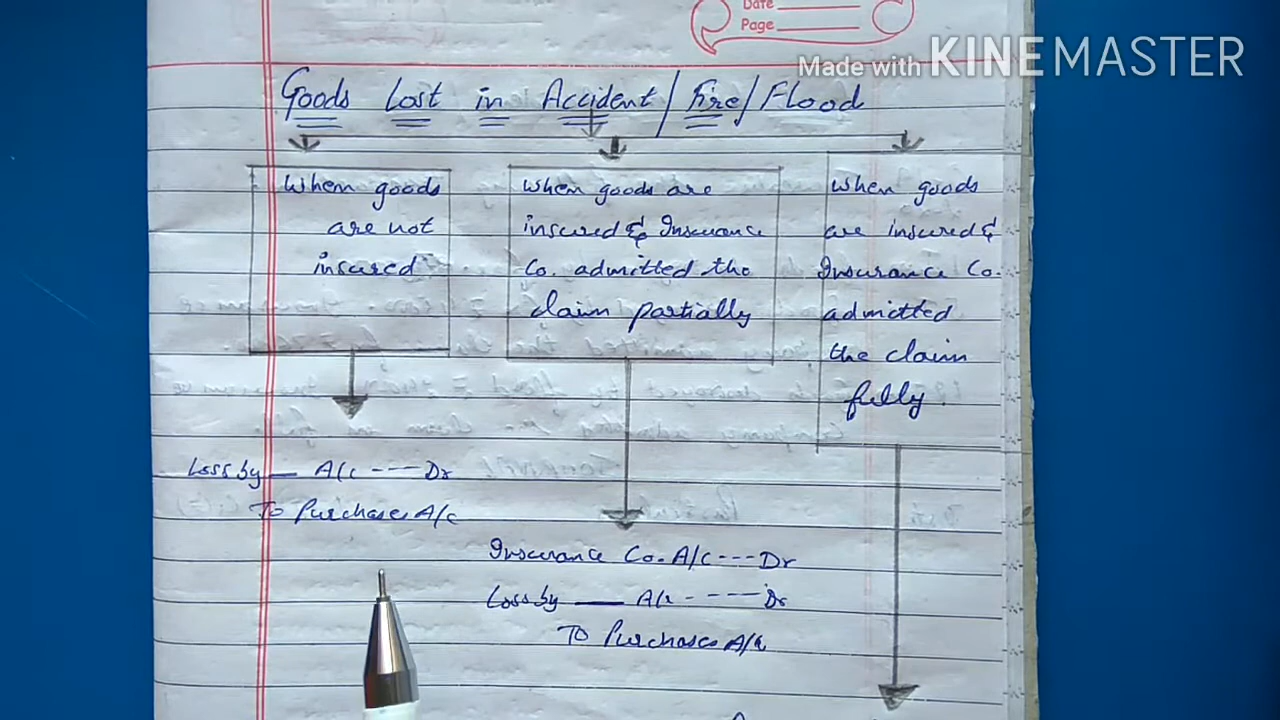 Date
Page
Made with KINEMASTER
Goods Lost in Accident/Fire/Flood
When goods
are not
insured
When goods are
insured & Insurance
Co. admitted the
claim partially
When goods
are insured &
Insurance Co.
admitted
the claim
fully.
Loss by — A/c --- Dr
To Purchases A/c
Insurance Co. A/c --- Dr
Loss by — A/c - --- Dr
To Purchases A/c